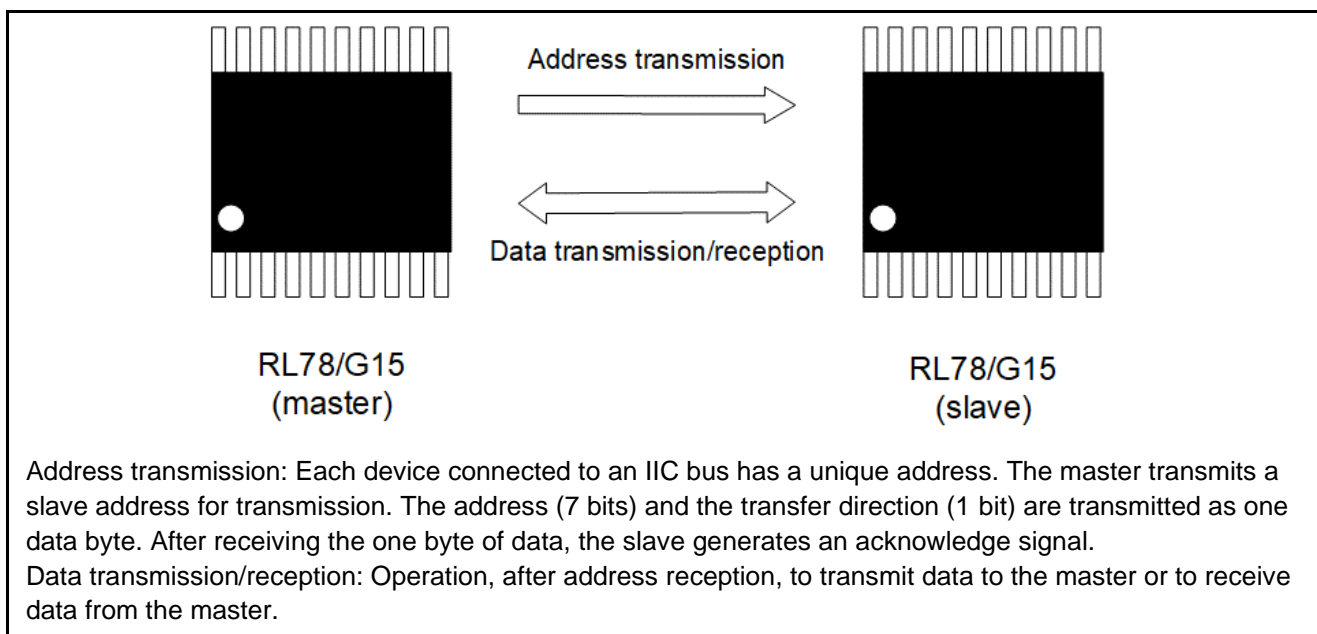 Address transmission
Data transmission/reception
RL78/G15
(master)
RL78/G15
(slave)
Address transmission: Each device connected to an IIC bus has a unique address. The master transmits a
slave address for transmission. The address (7 bits) and the transfer direction (1 bit) are transmitted as one
data byte. After receiving the one byte of data, the slave generates an acknowledge signal.
Data transmission/reception: Operation, after address reception, to transmit data to the master or to receive
data from the master.